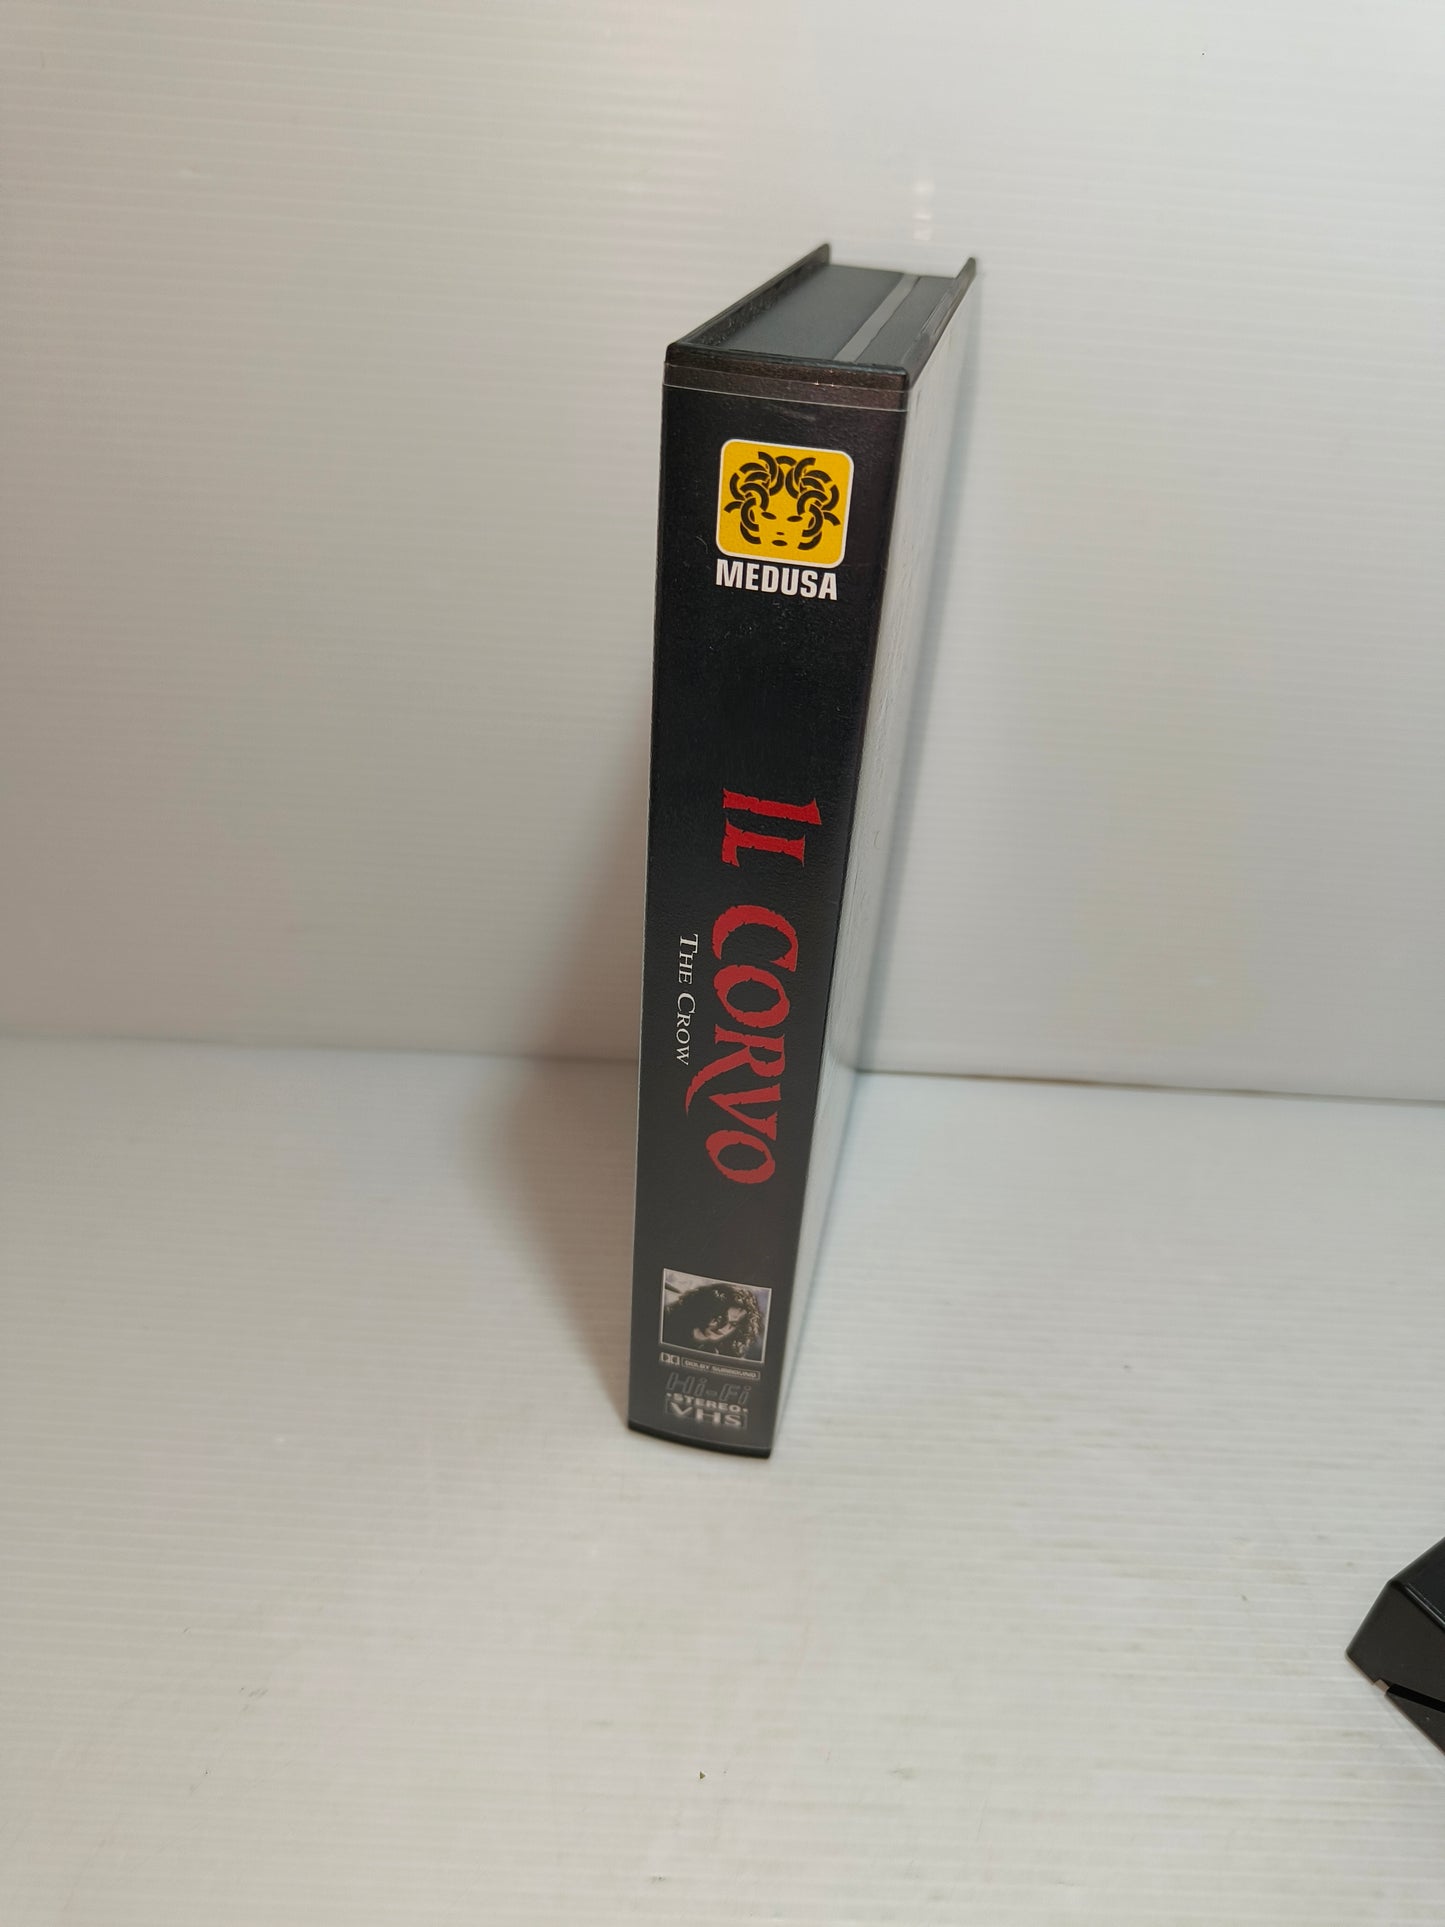 MEDUSA
IL CORVO
THE CROW
DOLBY SURROUND
Hi-Fi
STEREO
VHS